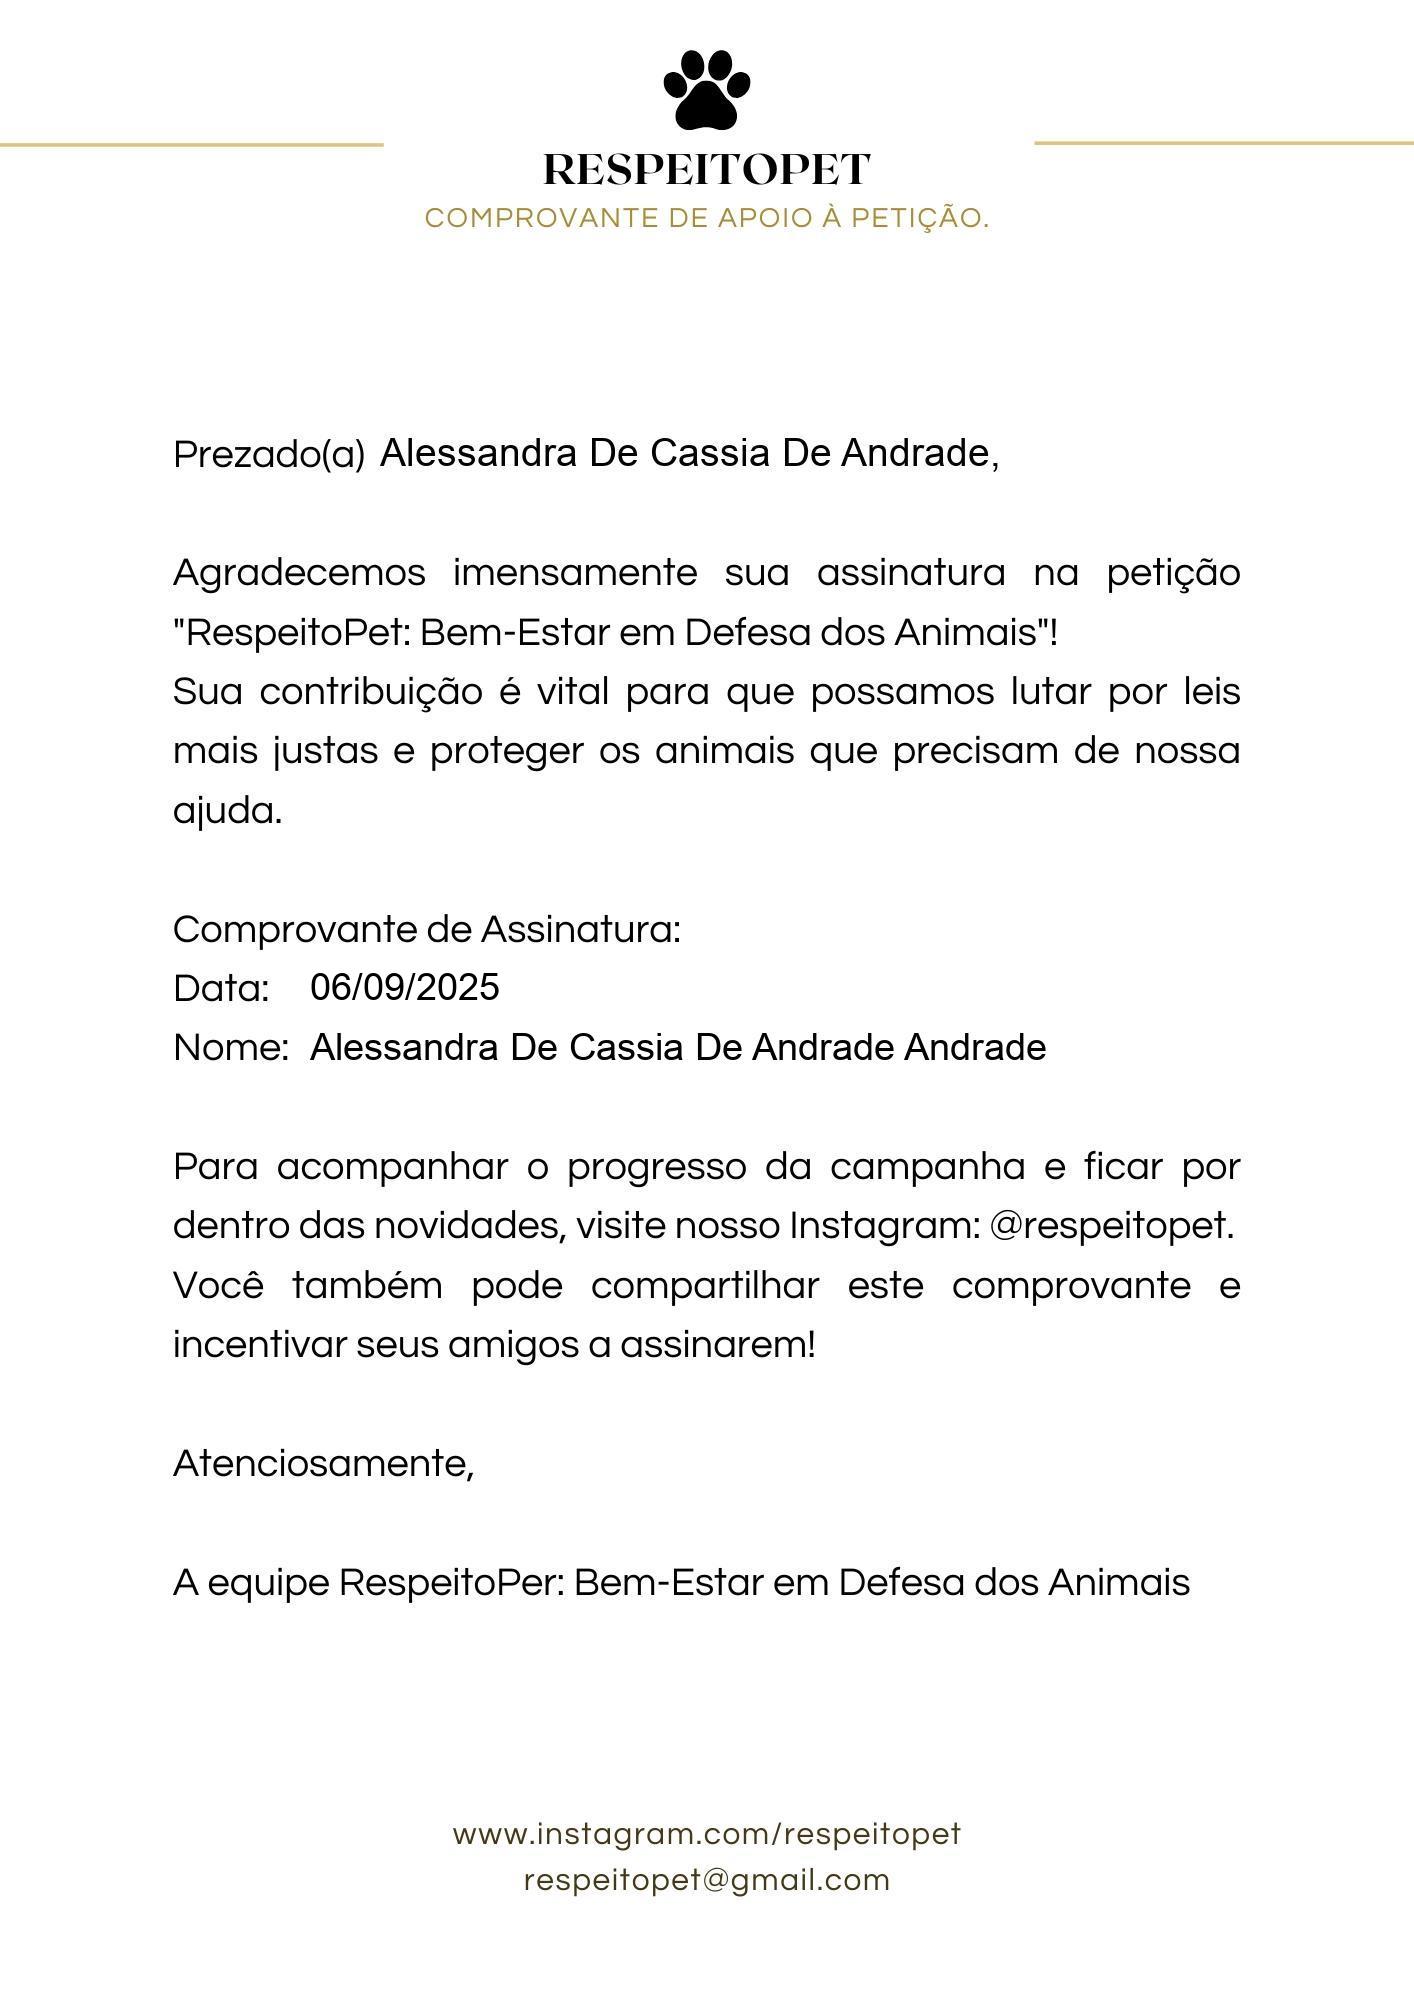 RESPEITOPET
COMPROVANTE DE APOIO À PETIÇÃO.
Prezado(a) Alessandra De Cassia De Andrade,
Agradecemos imensamente sua assinatura na petição
"RespeitoPet: Bem-Estar em Defesa dos Animais"!
Sua contribuição é vital para que possamos lutar por leis
mais justas e proteger os animais que precisam de nossa
ajuda.
Comprovante de Assinatura:
Data: 06/09/2025
Nome: Alessandra De Cassia De Andrade Andrade
Para acompanhar o progresso da campanha e ficar por
dentro das novidades, visite nosso Instagram: @respeitopet.
Você também pode compartilhar este comprovante e
incentivar seus amigos a assinarem!
Atenciosamente,
A equipe RespeitoPer: Bem-Estar em Defesa dos Animais
www.instagram.com/respeitopet
respeitopet@gmail.com